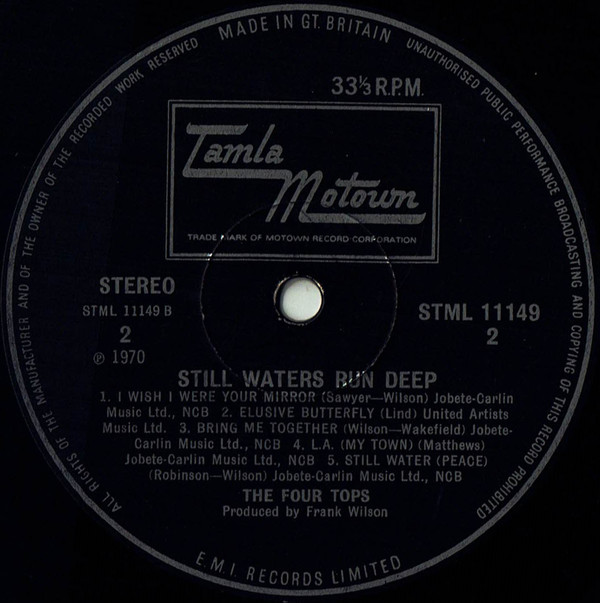 MADE IN GT. BRITAIN
UNAUTHORISED PUBLIC PERFORMANCE BROADCASTING AND COPYING OF THIS RECORD PROHIBITED
ALL RIGHTS OF THE MANUFACTURER AND OF THE OWNER OF THE RECORDED WORK RESERVED
33⅓ R.P.M.
Tamla
Motown
TRADE MARK OF MOTOWN RECORD CORPORATION
STEREO
STML 11149 B
2
℗ 1970
STML 11149
2
STILL WATERS RUN DEEP
1. I WISH I WERE YOUR MIRROR (Sawyer—Wilson) Jobete-Carlin
Music Ltd., NCB 2. ELUSIVE BUTTERFLY (Lind) United Artists
Music Ltd. 3. BRING ME TOGETHER (Wilson—Wakefield) Jobete-
Carlin Music Ltd., NCB 4. L.A. (MY TOWN) (Matthews)
Jobete-Carlin Music Ltd., NCB 5. STILL WATER (PEACE)
(Robinson—Wilson) Jobete-Carlin Music Ltd., NCB
THE FOUR TOPS
Produced by Frank Wilson
E.M.I. RECORDS LIMITED